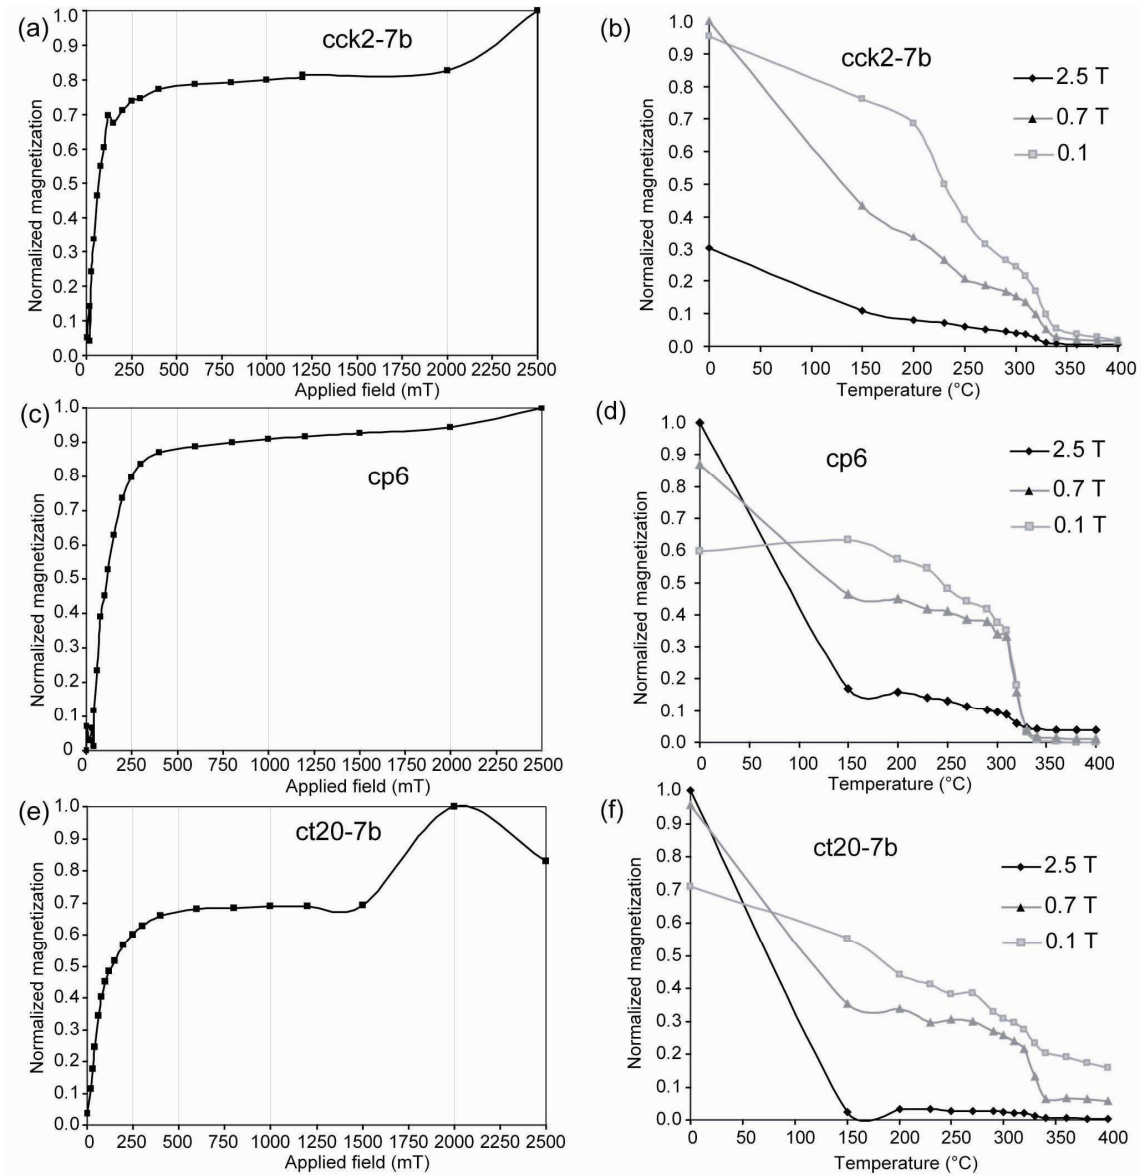 (a)
cck2-7b
Normalized magnetization
1.0
0.9
0.8
0.7
0.6
0.5
0.4
0.3
0.2
0.1
0.0
0 250 500 750 1000 1250 1500 1750 2000 2250 2500
Applied field (mT)
(b)
cck2-7b
2.5 T
0.7 T
0.1
Normalized magnetization
1.0
0.9
0.8
0.7
0.6
0.5
0.4
0.3
0.2
0.1
0.0
0 50 100 150 200 250 300 350 400
Temperature (°C)
(c)
cp6
Normalized magnetization
1.0
0.9
0.8
0.7
0.6
0.5
0.4
0.3
0.2
0.1
0
0 250 500 750 1000 1250 1500 1750 2000 2250 2500
Applied field (mT)
(d)
cp6
2.5 T
0.7 T
0.1 T
Normalized magnetization
1.0
0.9
0.8
0.7
0.6
0.5
0.4
0.3
0.2
0.1
0.0
0 50 100 150 200 250 300 350 400
Temperature (°C)
(e)
ct20-7b
Normalized magnetization
1.0
0.9
0.8
0.7
0.6
0.5
0.4
0.3
0.2
0.1
0.0
0 250 500 750 1000 1250 1500 1750 2000 2250 2500
Applied field (mT)
(f)
ct20-7b
2.5 T
0.7 T
0.1 T
Normalized magnetization
1.0
0.9
0.8
0.7
0.6
0.5
0.4
0.3
0.2
0.1
0.0
0 50 100 150 200 250 300 350 400
Temperature (°C)